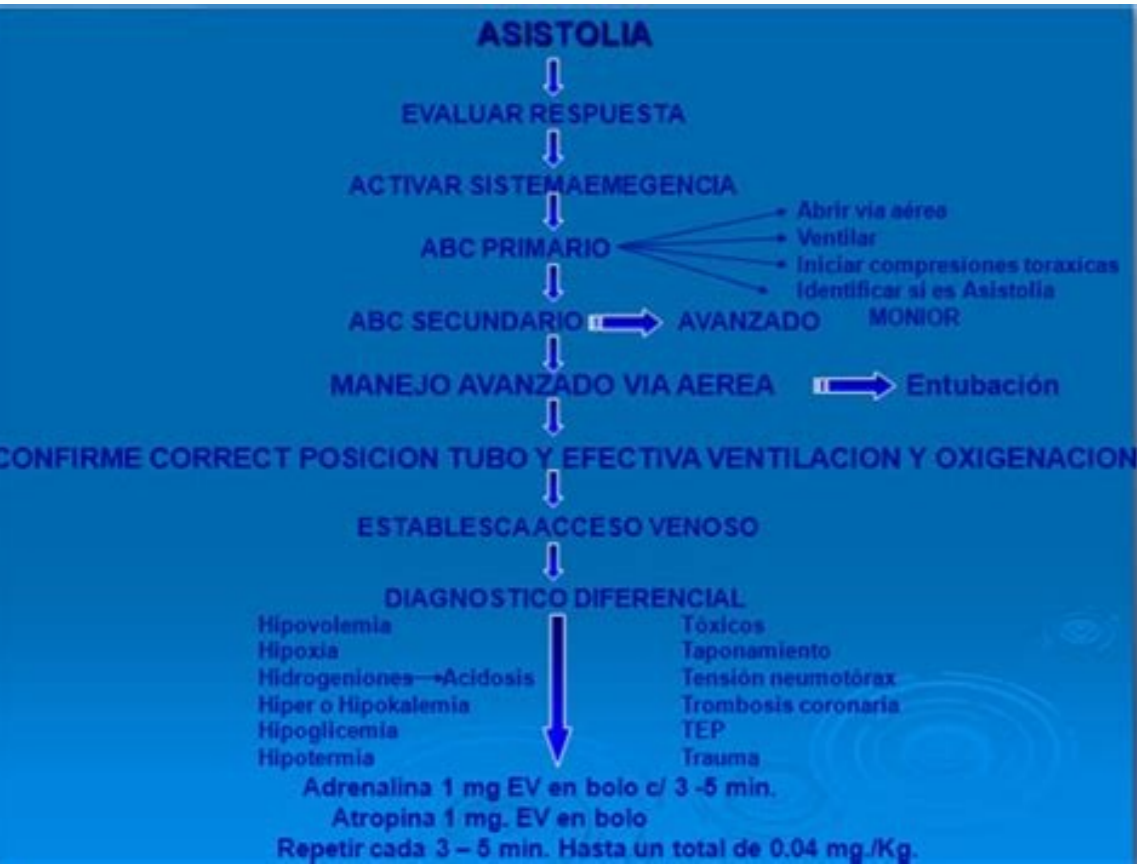 ASISTOLIA
EVALUAR RESPUESTA
ACTIVAR SISTEMAEMEGENCIA
ABC PRIMARIO
Abrir vía aérea
Ventilar
Iniciar compresiones toraxicas
Identificar si es Asistolia
MONIOR
ABC SECUNDARIO
AVANZADO
MANEJO AVANZADO VIA AEREA
Entubación
CONFIRME CORRECT POSICION TUBO Y EFECTIVA VENTILACION Y OXIGENACION
ESTABLESCA ACCESO VENOSO
DIAGNOSTICO DIFERENCIAL
Hipovolemia
Hipoxia
Hidrogeniones Acidosis
Hiper o Hipokalemia
Hipoglicemia
Hipotermia
Tóxicos
Taponamiento
Tensión neumotórax
Trombosis coronaria
TEP
Trauma
Adrenalina 1 mg EV en bolo c/ 3 -5 min.
Atropina 1 mg. EV en bolo
Repetir cada 3 – 5 min. Hasta un total de 0.04 mg./Kg.